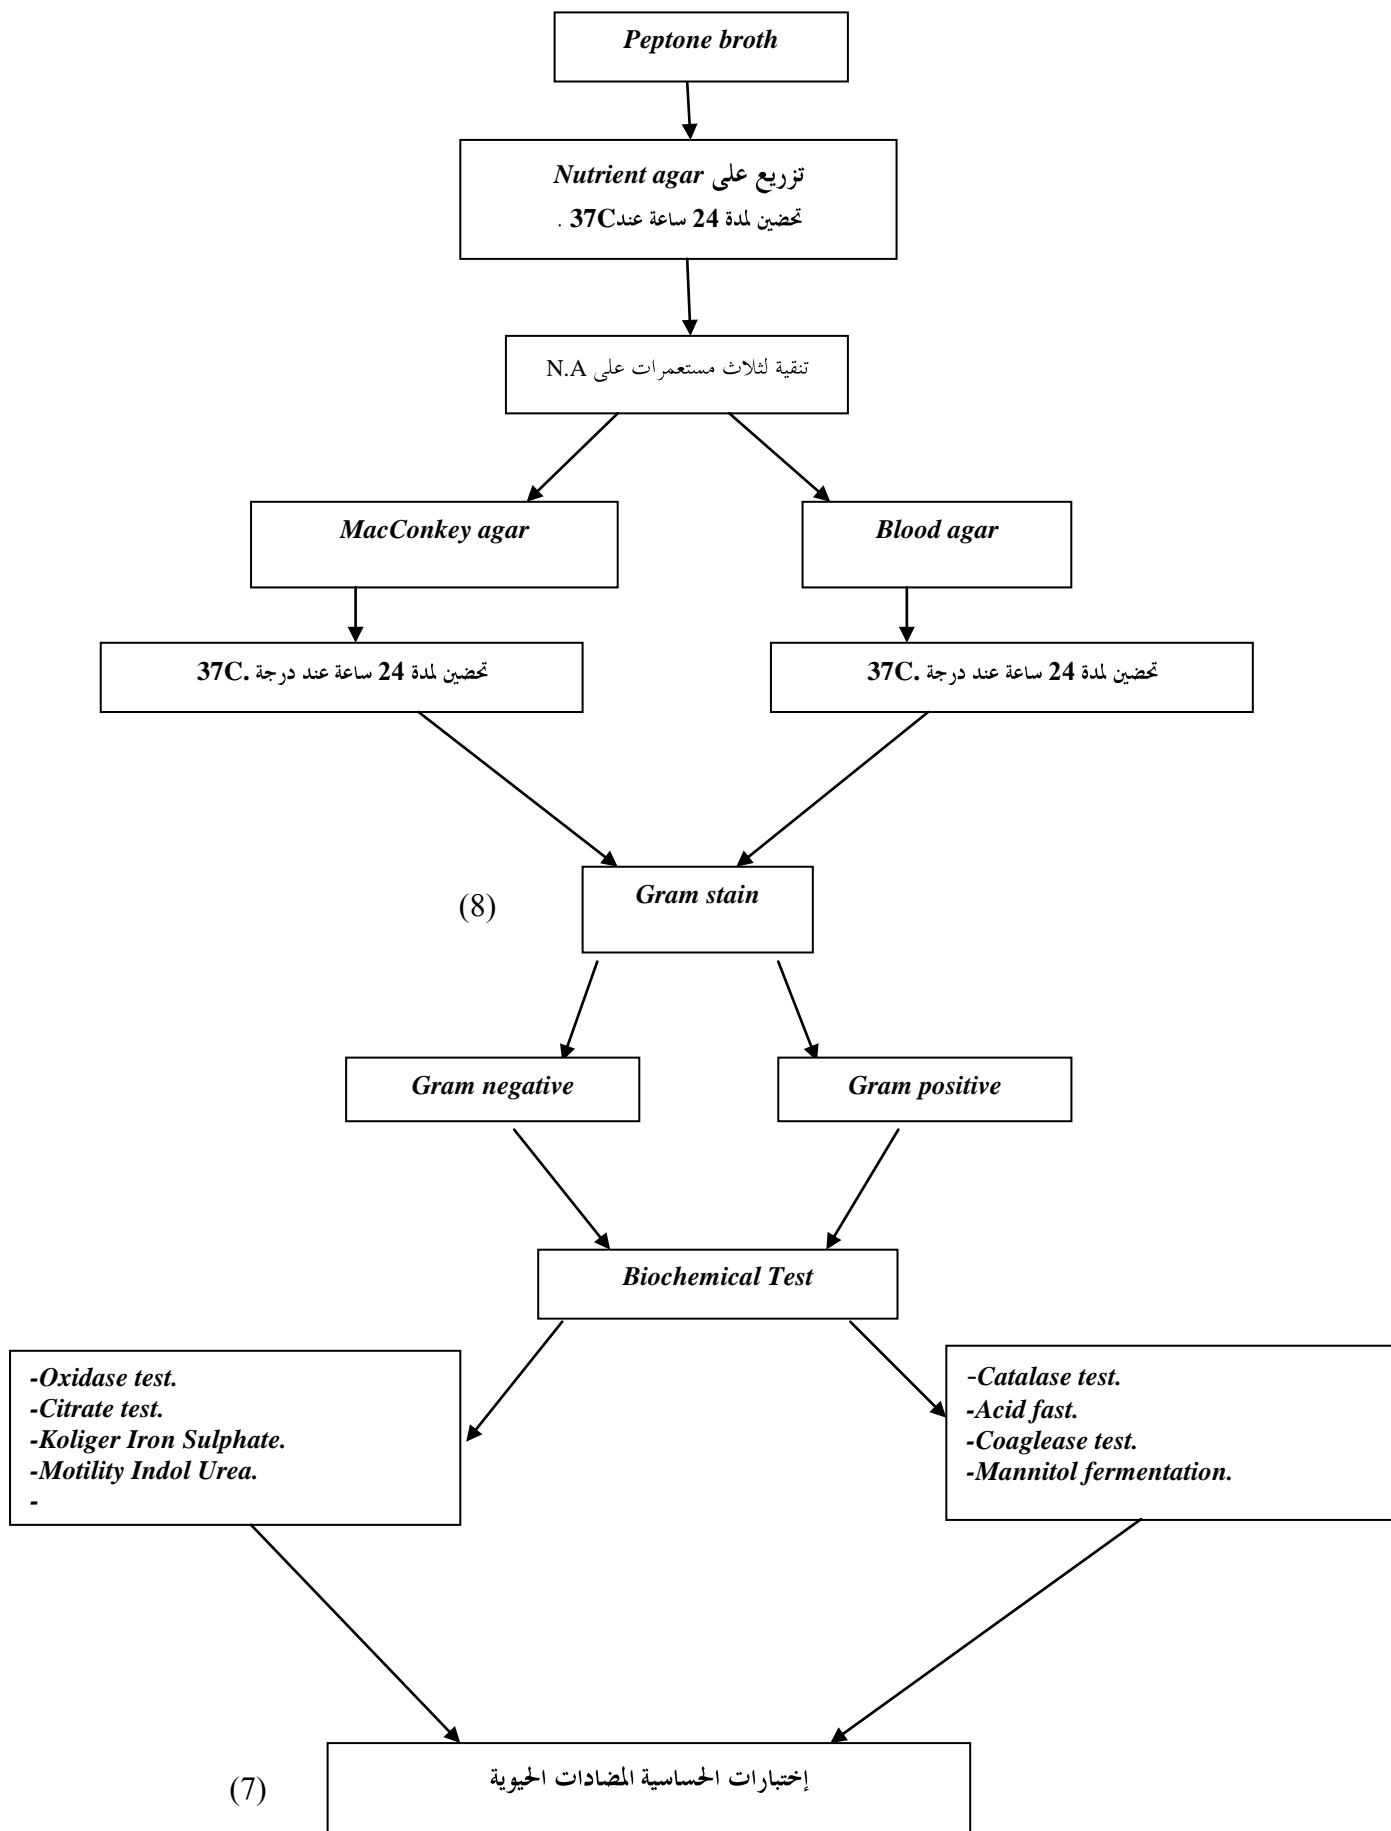 Peptone broth
تزريع على Nutrient agar
تحضين لمدة 24 ساعة عند37C .
تنقية لثلاث مستعمرات على N.A
MacConkey agar
Blood agar
تحضين لمدة 24 ساعة عند درجة .37C
تحضين لمدة 24 ساعة عند درجة .37C
(8)
Gram stain
Gram negative
Gram positive
Biochemical Test
-Oxidase test.
-Citrate test.
-Koliger Iron Sulphate.
-Motility Indol Urea.
-
-Catalase test.
-Acid fast.
-Coaglease test.
-Mannitol fermentation.
(7)
إختبارات الحساسية المضادات الحيوية